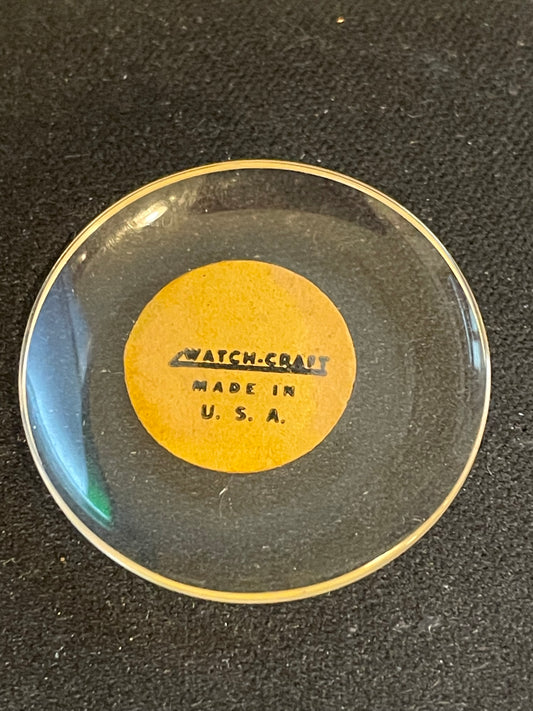 WATCH-CRAFT
MADE IN
U. S. A.